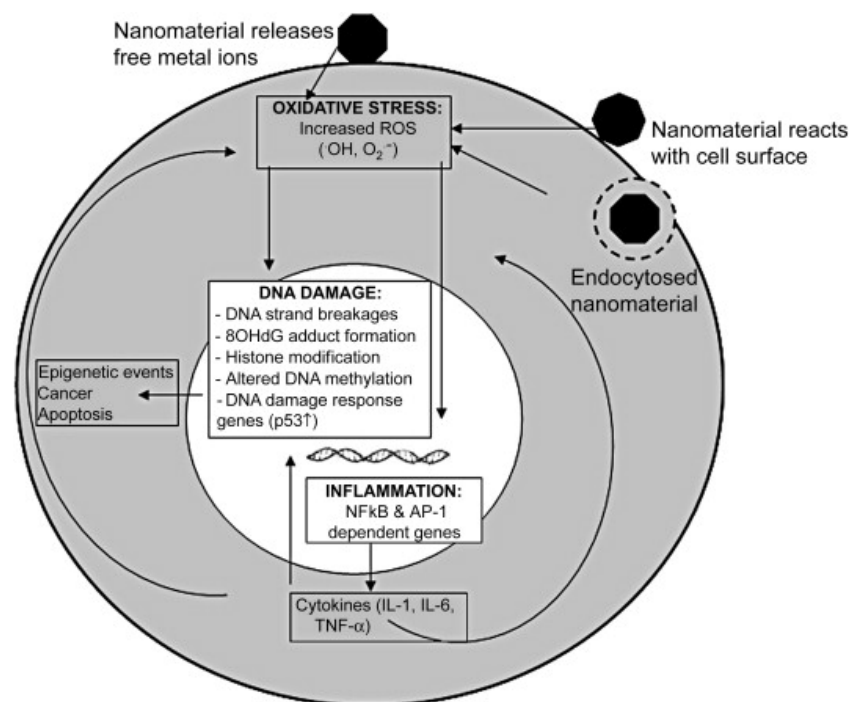 Nanomaterial releases
free metal ions
OXIDATIVE STRESS:
Increased ROS
(·OH, O₂⁻·)
Nanomaterial reacts
with cell surface
Endocytosed
nanomaterial
DNA DAMAGE:
- DNA strand breakages
- 8OHdG adduct formation
- Histone modification
- Altered DNA methylation
- DNA damage response
genes (p53↑)
Epigenetic events
Cancer
Apoptosis
INFLAMMATION:
NFkB & AP-1
dependent genes
Cytokines (IL-1, IL-6,
TNF-α)